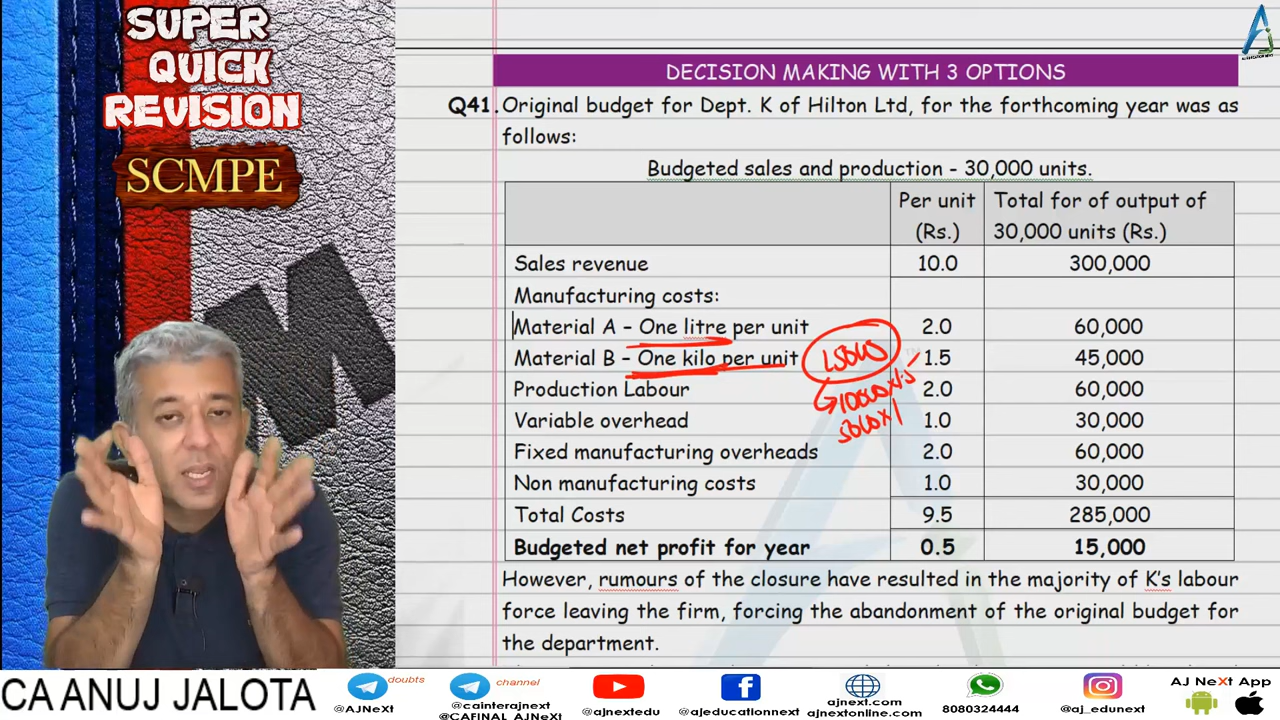 SUPER
QUICK
REVISION
SCMPE
DECISION MAKING WITH 3 OPTIONS
Q41. Original budget for Dept. K of Hilton Ltd, for the forthcoming year was as
follows:
Budgeted sales and production - 30,000 units.
Per unit (Rs.) Total for of output of 30,000 units (Rs.)
Sales revenue 10.0 300,000
Manufacturing costs:
Material A – One litre per unit 2.0 60,000
Material B – One kilo per unit 1.5 45,000
Production Labour 2.0 60,000
Variable overhead 1.0 30,000
Fixed manufacturing overheads 2.0 60,000
Non manufacturing costs 1.0 30,000
Total Costs 9.5 285,000
Budgeted net profit for year 0.5 15,000
However, rumours of the closure have resulted in the majority of K's labour
force leaving the firm, forcing the abandonment of the original budget for
the department.
CA ANUJ JALOTA
doubts
@AJNeXt
channel
@cainterajnext
@CAFINAL_AJNeXt
@ajnextedu
@ajeducationnext
ajnext.com
ajnextonline.com
8080324444
@aj_edunext
AJ NeXt App